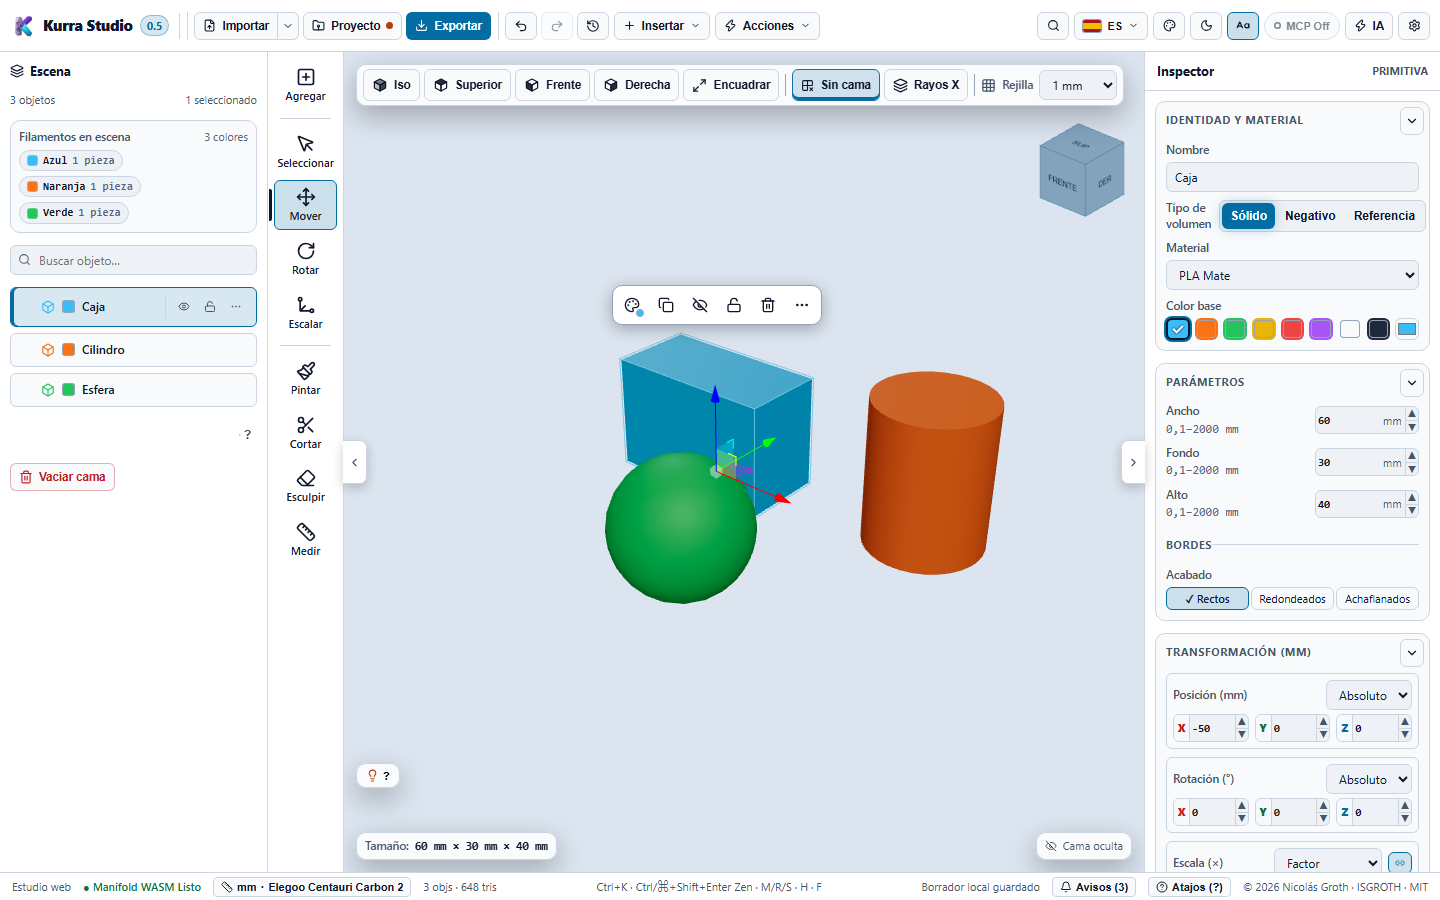 Kurra Studio 0.5 Importar Proyecto Exportar Insertar Acciones ES Aa MCP Off IA
Escena
3 objetos 1 seleccionado
Filamentos en escena 3 colores
Azul 1 pieza
Naranja 1 pieza
Verde 1 pieza
Buscar objeto...
Caja
Cilindro
Esfera
?
Vaciar cama
Agregar
Seleccionar
Mover
Rotar
Escalar
Pintar
Cortar
Esculpir
Medir
Iso Superior Frente Derecha Encuadrar Sin cama Rayos X Rejilla 1 mm
SUP
FRENTE DER
?
Tamaño: 60 mm × 30 mm × 40 mm
Cama oculta
Inspector PRIMITIVA
IDENTIDAD Y MATERIAL
Nombre
Caja
Tipo de volumen Sólido Negativo Referencia
Material
PLA Mate
Color base
PARÁMETROS
Ancho
0,1–2000 mm
60 mm
Fondo
0,1–2000 mm
30 mm
Alto
0,1–2000 mm
40 mm
BORDES
Acabado
✓ Rectos Redondeados Achaflanados
TRANSFORMACIÓN (MM)
Posición (mm) Absoluto
X -50 Y 0 Z 0
Rotación (°) Absoluto
X 0 Y 0 Z 0
Escala (×) Factor
Estudio web ● Manifold WASM Listo mm · Elegoo Centauri Carbon 2 3 objs · 648 tris Ctrl+K · Ctrl/⌘+Shift+Enter Zen · M/R/S · H · F Borrador local guardado Avisos (3) Atajos (?) © 2026 Nicolás Groth · ISGROTH · MIT